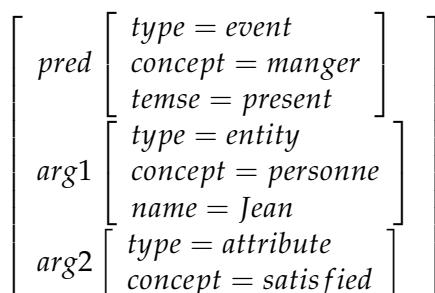 type = event
pred concept = manger
temse = present
type = entity
arg1 concept = personne
name = Jean
type = attribute
arg2
concept = satisfied